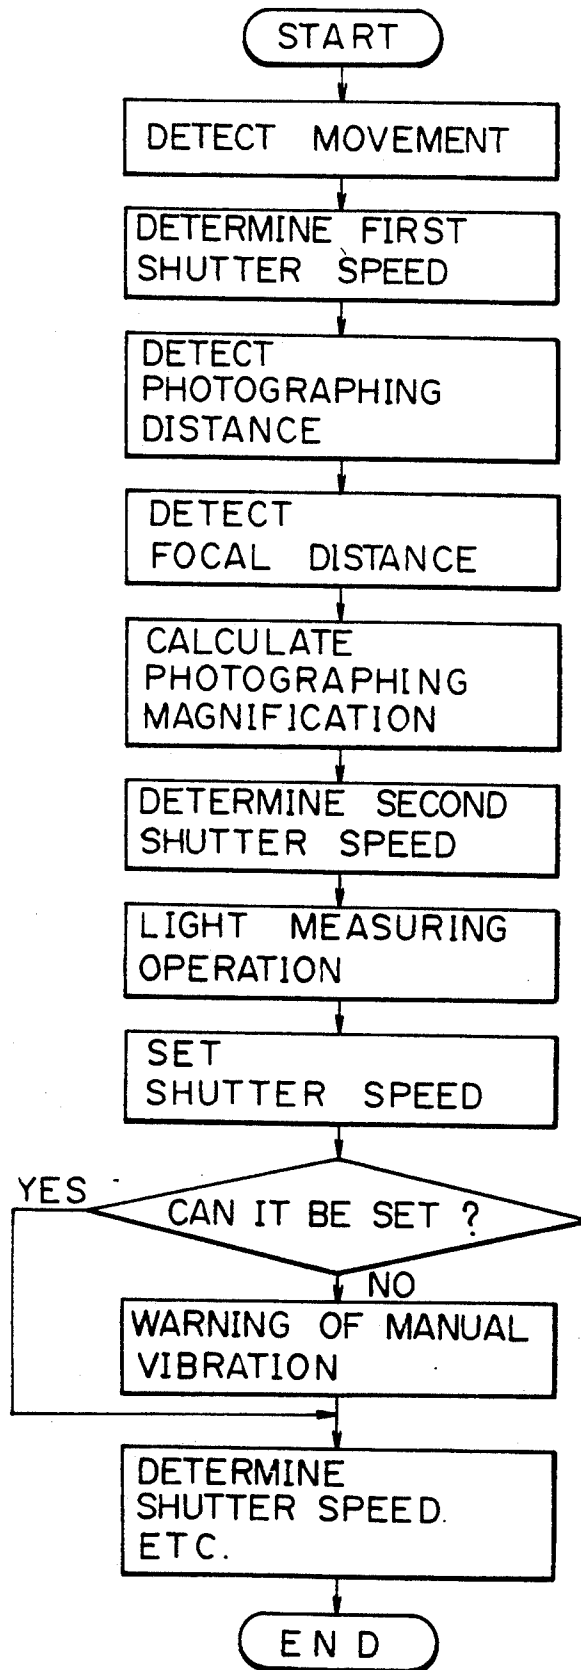 START
DETECT MOVEMENT
DETERMINE FIRST
SHUTTER SPEED
DETECT
PHOTOGRAPHING
DISTANCE
DETECT
FOCAL DISTANCE
CALCULATE
PHOTOGRAPHING
MAGNIFICATION
DETERMINE SECOND
SHUTTER SPEED
LIGHT MEASURING
OPERATION
SET
SHUTTER SPEED
YES
CAN IT BE SET ?
NO
WARNING OF MANUAL
VIBRATION
DETERMINE
SHUTTER SPEED.
ETC.
END